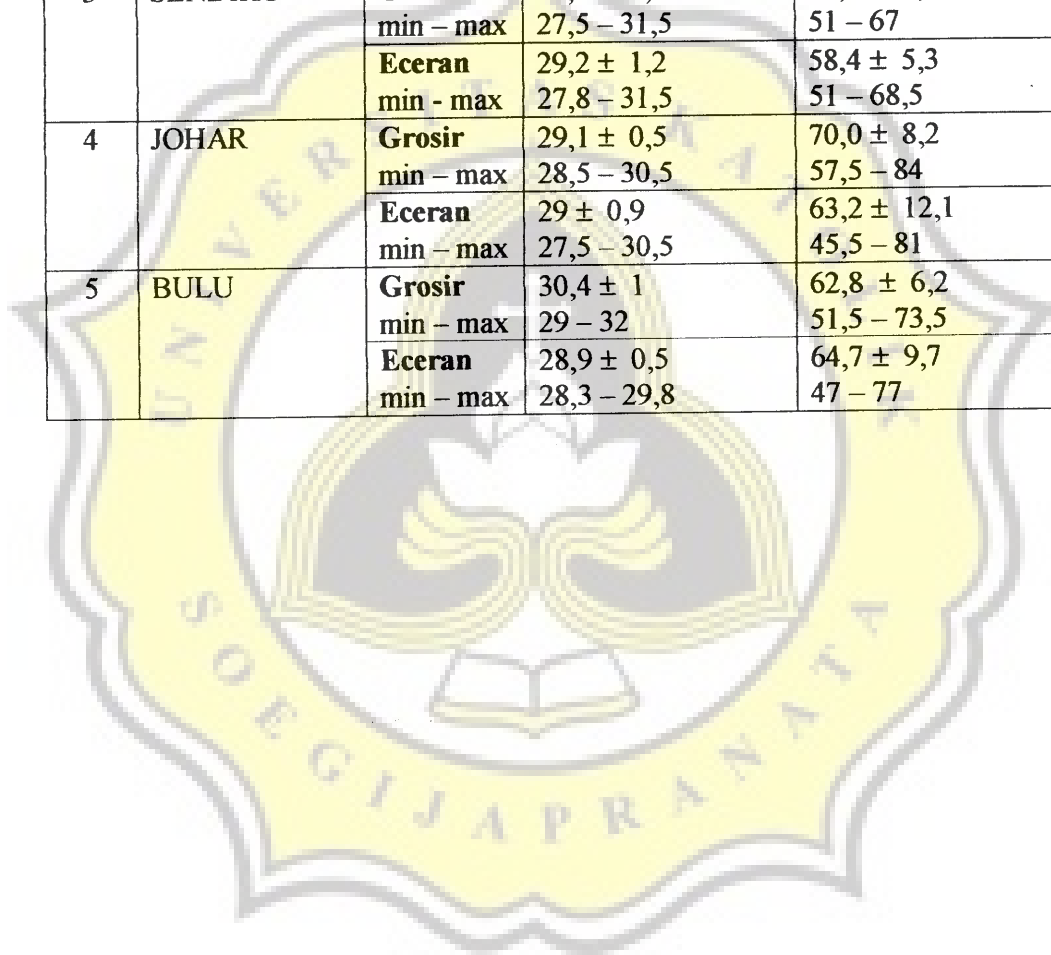 min – max 27,5 – 31,5 51 – 67
Eceran 29,2 ± 1,2 58,4 ± 5,3
min - max 27,8 – 31,5 51 – 68,5
4 JOHAR Grosir 29,1 ± 0,5 70,0 ± 8,2
min – max 28,5 – 30,5 57,5 – 84
Eceran 29 ± 0,9 63,2 ± 12,1
min – max 27,5 – 30,5 45,5 – 81
5 BULU Grosir 30,4 ± 1 62,8 ± 6,2
min – max 29 – 32 51,5 – 73,5
Eceran 28,9 ± 0,5 64,7 ± 9,7
min – max 28,3 – 29,8 47 – 77
UNIVERSITAS KATOLIK
SOEGIJAPRANATA